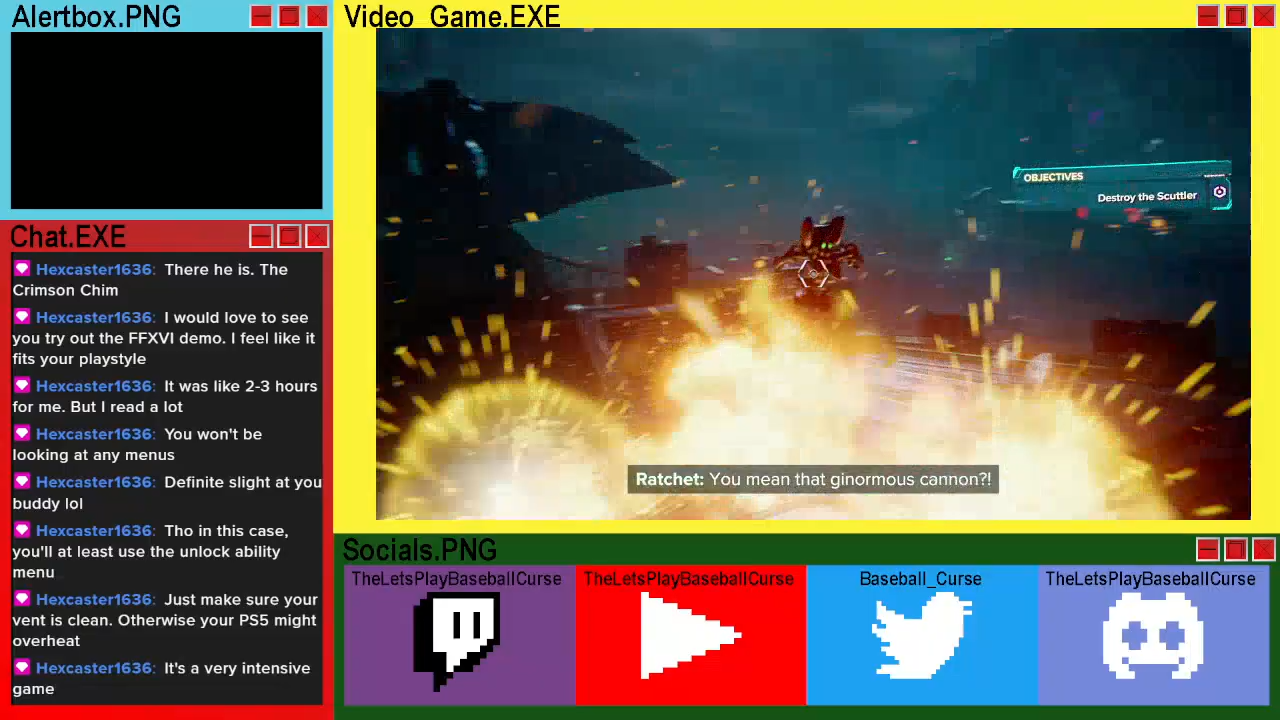 Alertbox.PNG
Video Game.EXE
OBJECTIVES
Destroy the Scuttler
Chat.EXE
Hexcaster1636: There he is. The
Crimson Chim
Hexcaster1636: I would love to see
you try out the FFXVI demo. I feel like it
fits your playstyle
Hexcaster1636: It was like 2-3 hours
for me. But I read a lot
Hexcaster1636: You won't be
looking at any menus
Hexcaster1636: Definite slight at you
buddy lol
Hexcaster1636: Tho in this case,
you'll at least use the unlock ability
menu
Hexcaster1636: Just make sure your
vent is clean. Otherwise your PS5 might
overheat
Hexcaster1636: It's a very intensive
game
Ratchet: You mean that ginormous cannon?!
Socials.PNG
TheLetsPlayBaseballCurse
TheLetsPlayBaseballCurse
Baseball_Curse
TheLetsPlayBaseballCurse